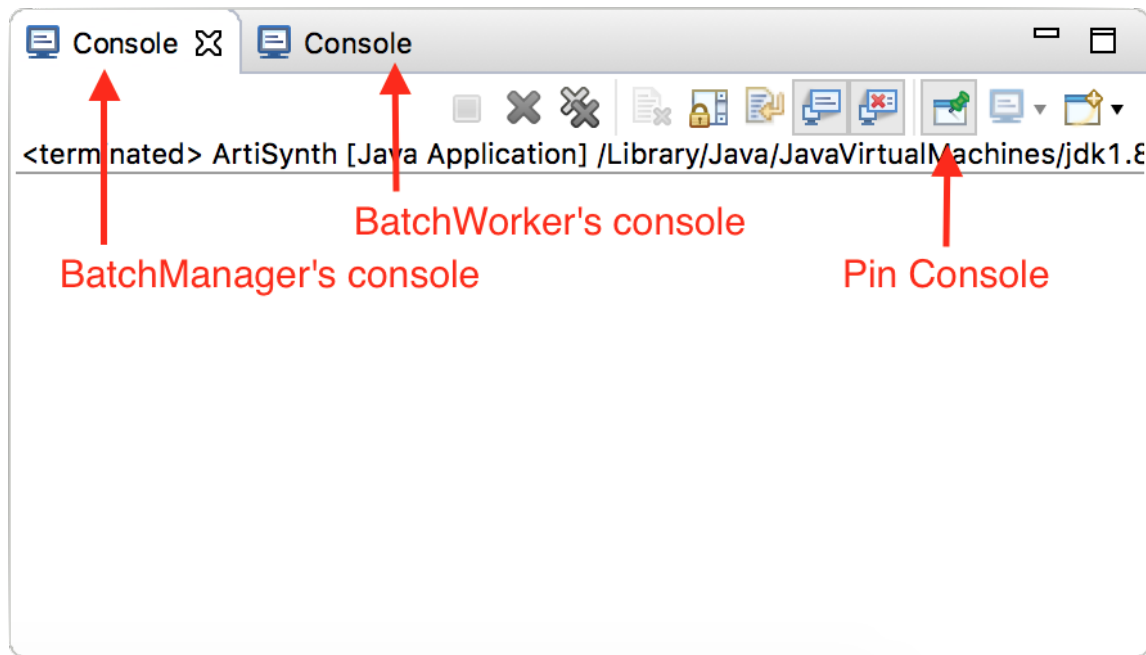 Console Console
<terminated> ArtiSynth [Java Application] /Library/Java/JavaVirtualMachines/jdk1.8
BatchWorker's console
BatchManager's console Pin Console